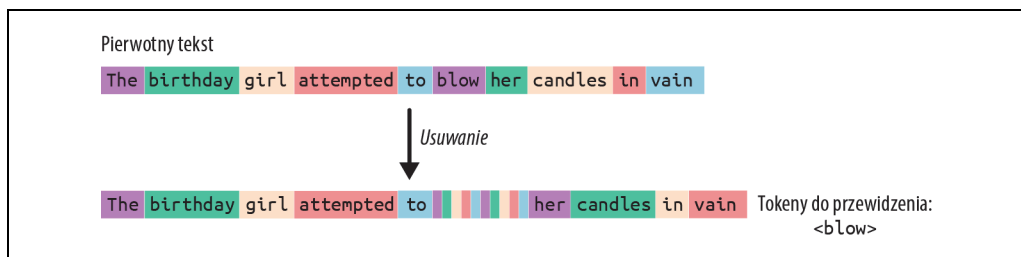 Pierwotny tekst
The birthday girl attempted to blow her candles in vain
Usuwanie
The birthday girl attempted to her candles in vain
Tokeny do przewidzenia:
<blow>